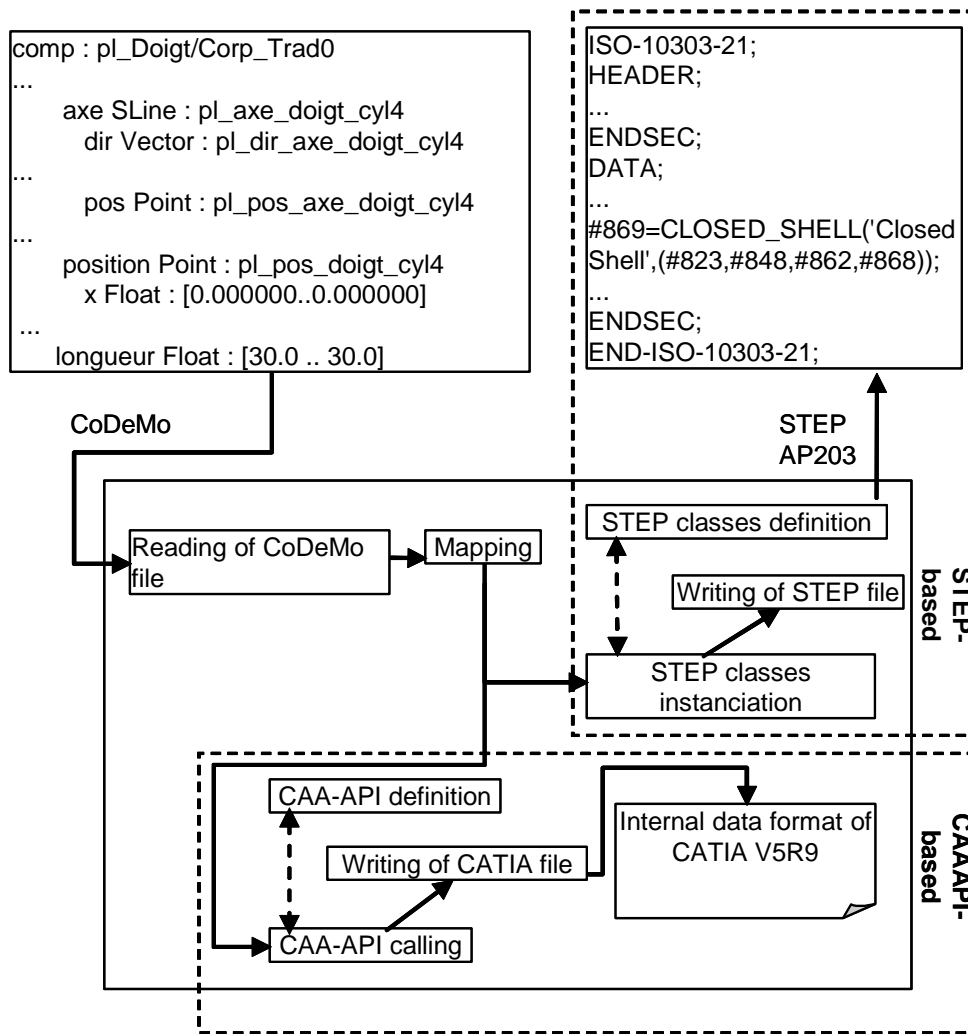 comp : pl_Doigt/Corp_Trad0
...
axe SLine : pl_axe_doigt_cyl4
dir Vector : pl_dir_axe_doigt_cyl4
...
pos Point : pl_pos_axe_doigt_cyl4
...
position Point : pl_pos_doigt_cyl4
x Float : [0.000000..0.000000]
...
longueur Float : [30.0 .. 30.0]
ISO-10303-21;
HEADER;
...
ENDSEC;
DATA;
...
#869=CLOSED_SHELL('Closed
Shell',(#823,#848,#862,#868));
...
ENDSEC;
END-ISO-10303-21;
CoDeMo
STEP
AP203
Reading of CoDeMo
file
Mapping
STEP classes definition
Writing of STEP file
STEP classes
instanciation
STEP-
based
CAA-API definition
Writing of CATIA file
CAA-API calling
Internal data format of
CATIA V5R9
CAAAPI-
based